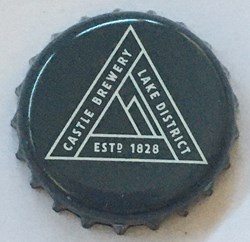 CASTLE BREWERY
LAKE DISTRICT
ESTD 1828